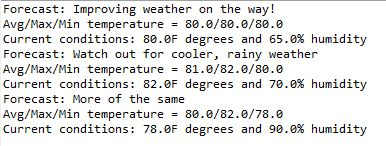 Forecast: Improving weather on the way!
Avg/Max/Min temperature = 80.0/80.0/80.0
Current conditions: 80.0F degrees and 65.0% humidity
Forecast: Watch out for cooler, rainy weather
Avg/Max/Min temperature = 81.0/82.0/80.0
Current conditions: 82.0F degrees and 70.0% humidity
Forecast: More of the same
Avg/Max/Min temperature = 80.0/82.0/78.0
Current conditions: 78.0F degrees and 90.0% humidity